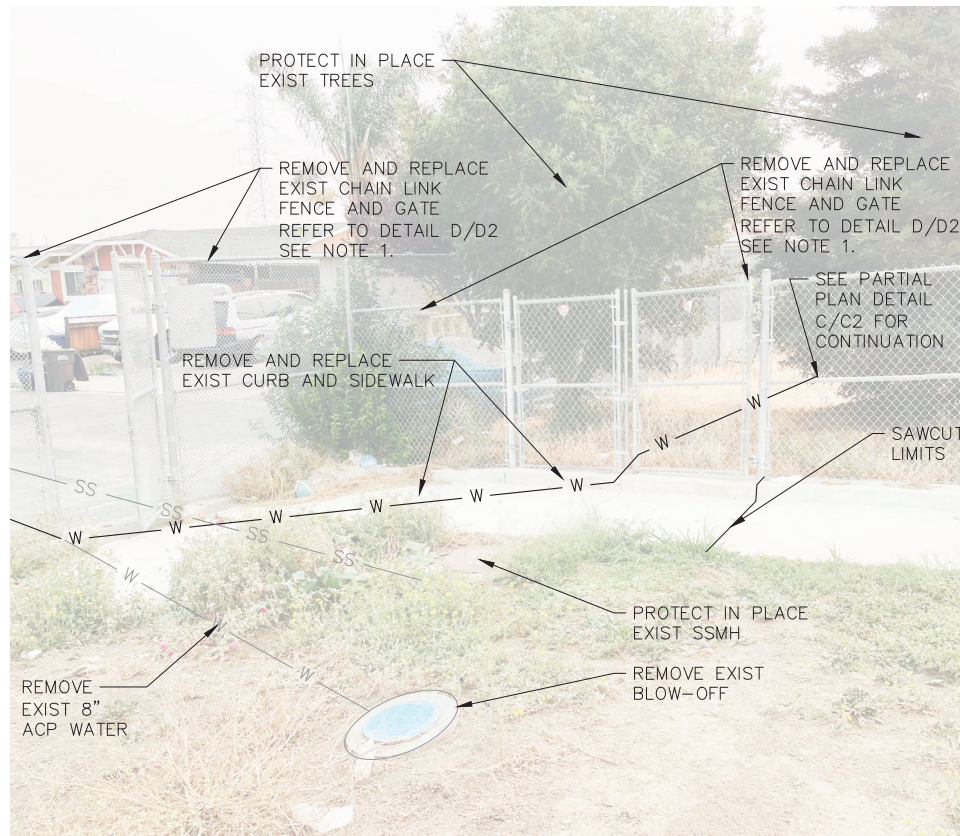 PROTECT IN PLACE
EXIST TREES
REMOVE AND REPLACE
EXIST CHAIN LINK
FENCE AND GATE
REFER TO DETAIL D/D2
SEE NOTE 1.
REMOVE AND REPLACE
EXIST CHAIN LINK
FENCE AND GATE
REFER TO DETAIL D/D2
SEE NOTE 1.
SEE PARTIAL
PLAN DETAIL
C/C2 FOR
CONTINUATION
REMOVE AND REPLACE
EXIST CURB AND SIDEWALK
W
W
SAWCUT
LIMITS
W
W
W
W
W
W
SS
SS
SS
W
W
W
PROTECT IN PLACE
EXIST SSMH
REMOVE EXIST
BLOW-OFF
REMOVE
EXIST 8"
ACP WATER